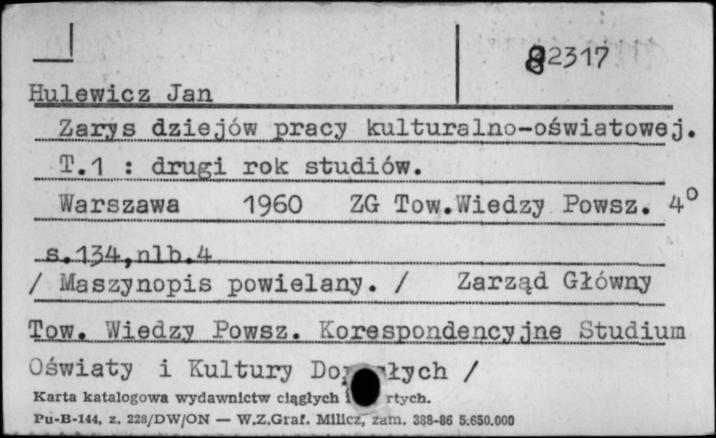 82317
Hulewicz Jan
Zarys dziejów pracy kulturalno-oświatowej.
T.1 : drugi rok studiów.
Warszawa 1960 ZG Tow.Wiedzy Powsz. 4°
s.134,nlb.4
/ Maszynopis powielany. / Zarząd Główny
Tow. Wiedzy Powsz. Korespondencyjne Studium
Oświaty i Kultury /
Karta katalogowa wydawnictw ciągłych
Pu-B-144, z. 228/DW/ON — W.Z.Graf. Milicz, zam. 388-86 5.650.000